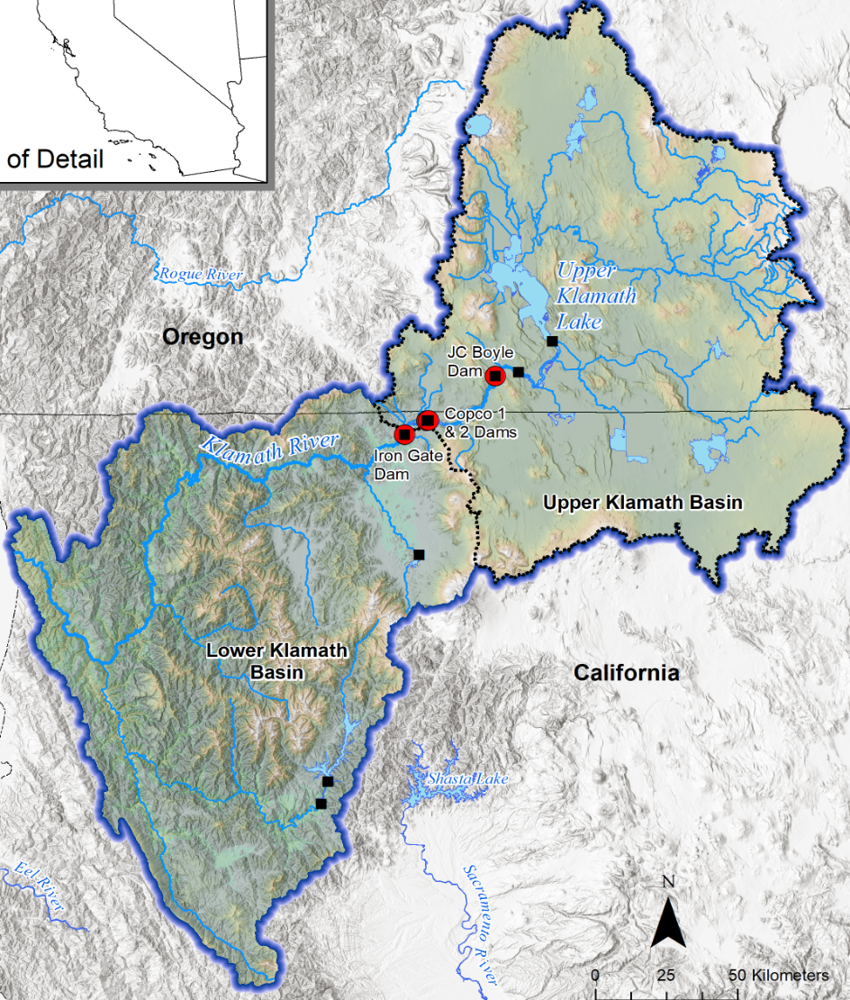 of Detail
Rogue River
Upper
Klamath
Lake
Oregon
JC Boyle
Dam
Copco 1
& 2 Dams
Klamath River
Iron Gate
Dam
Upper Klamath Basin
Lower Klamath
Basin
California
Shasta Lake
Eel River
Sacramento River
N
0 25 50 Kilometers